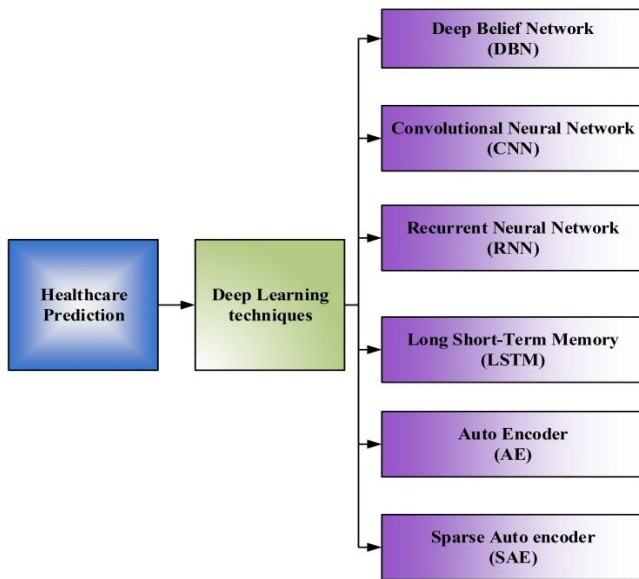 Deep Belief Network
(DBN)
Convolutional Neural Network
(CNN)
Recurrent Neural Network
(RNN)
Healthcare
Prediction
Deep Learning
techniques
Long Short-Term Memory
(LSTM)
Auto Encoder
(AE)
Sparse Auto encoder
(SAE)